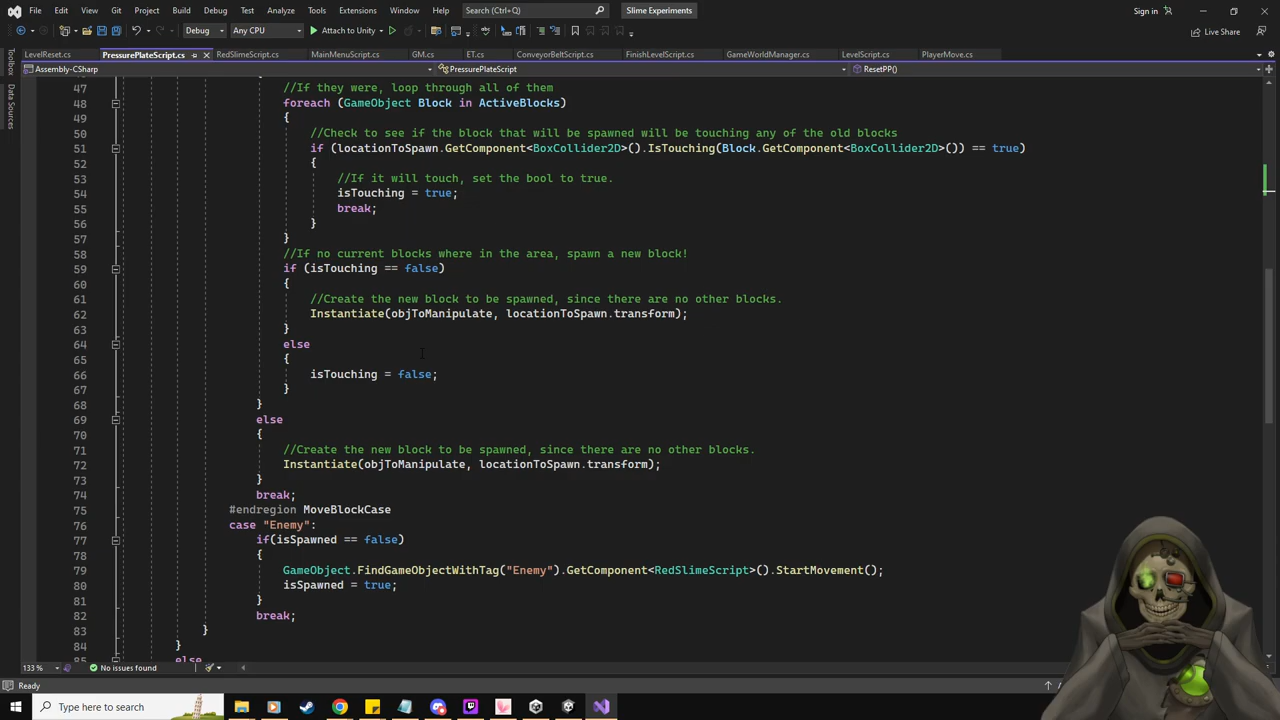 File Edit View Git Project Build Debug Test Analyze Tools Extensions Window Help Search (Ctrl+Q) Slime Experiments Sign in
Debug Any CPU Attach to Unity Live Share
LevelReset.cs PressurePlateScript.cs RedSlimeScript.cs MainMenuScript.cs GM.cs ET.cs ConveyorBeltScript.cs FinishLevelScript.cs GameWorldManager.cs LevelScript.cs PlayerMove.cs
Assembly-CSharp PressurePlateScript ResetPP()
Toolbox
Data Sources
47 //If they were, loop through all of them
48 foreach (GameObject Block in ActiveBlocks)
49 {
50 //Check to see if the block that will be spawned will be touching any of the old blocks
51 if (locationToSpawn.GetComponent<BoxCollider2D>().IsTouching(Block.GetComponent<BoxCollider2D>()) == true)
52 {
53 //If it will touch, set the bool to true.
54 isTouching = true;
55 break;
56 }
57 }
58 //If no current blocks where in the area, spawn a new block!
59 if (isTouching == false)
60 {
61 //Create the new block to be spawned, since there are no other blocks.
62 Instantiate(objToManipulate, locationToSpawn.transform);
63 }
64 else
65 {
66 isTouching = false;
67 }
68 }
69 else
70 {
71 //Create the new block to be spawned, since there are no other blocks.
72 Instantiate(objToManipulate, locationToSpawn.transform);
73 }
74 break;
75 #endregion MoveBlockCase
76 case "Enemy":
77 if(isSpawned == false)
78 {
79 GameObject.FindGameObjectWithTag("Enemy").GetComponent<RedSlimeScript>().StartMovement();
80 isSpawned = true;
81 }
82 break;
83 }
84 }
85 else
133 % No issues found
Ready
Type here to search